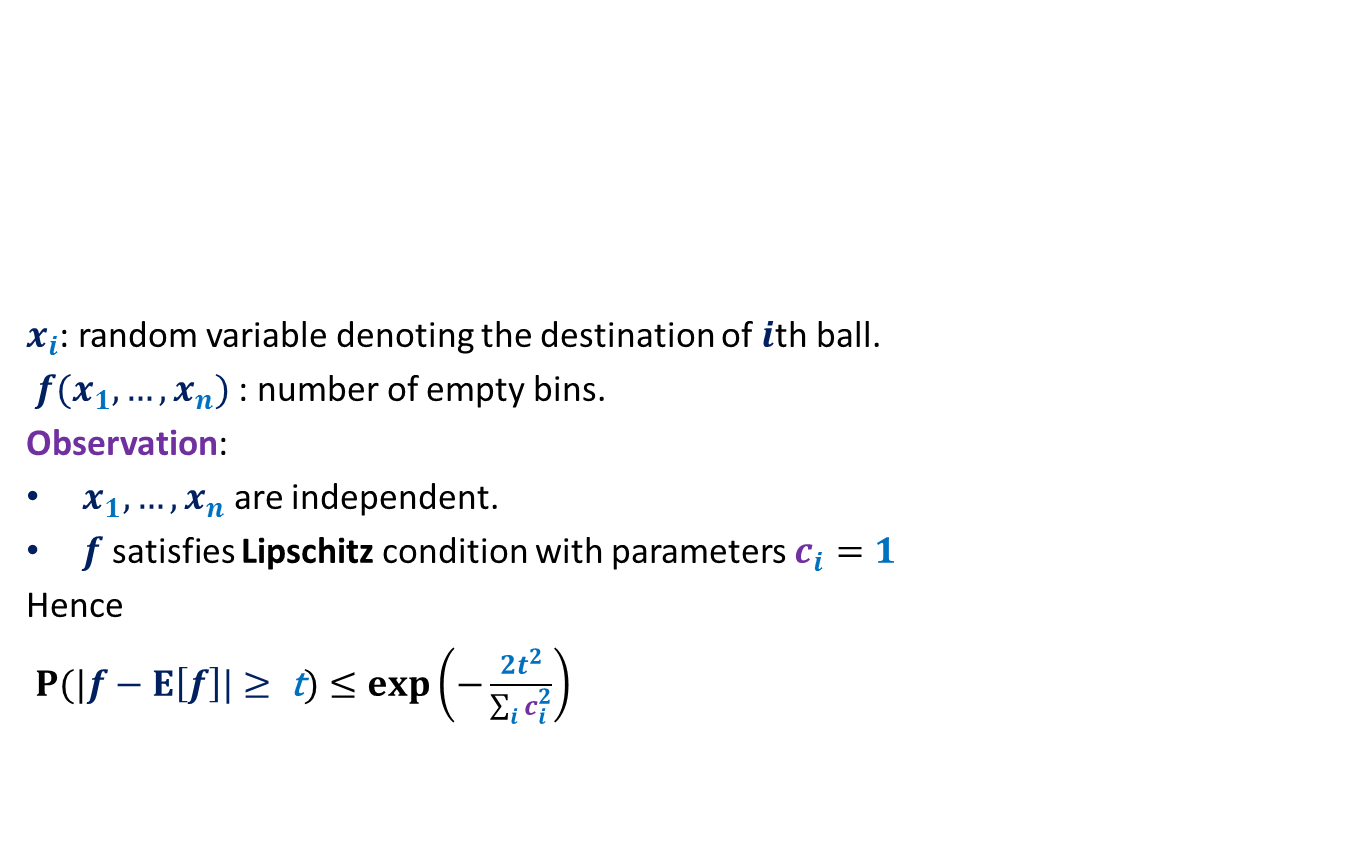 𝒙ᵢ: random variable denoting the destination of 𝒊th ball.
𝒇(𝒙₁, … , 𝒙ₙ) : number of empty bins.
Observation:
• 𝒙₁, … , 𝒙ₙ are independent.
• 𝒇 satisfies Lipschitz condition with parameters 𝒄ᵢ = 𝟏
Hence
𝐏(|𝒇 − 𝐄[𝒇]| ≥ 𝒕) ≤ 𝐞𝐱𝐩(−2𝒕²/∑ᵢ 𝒄ᵢ²)